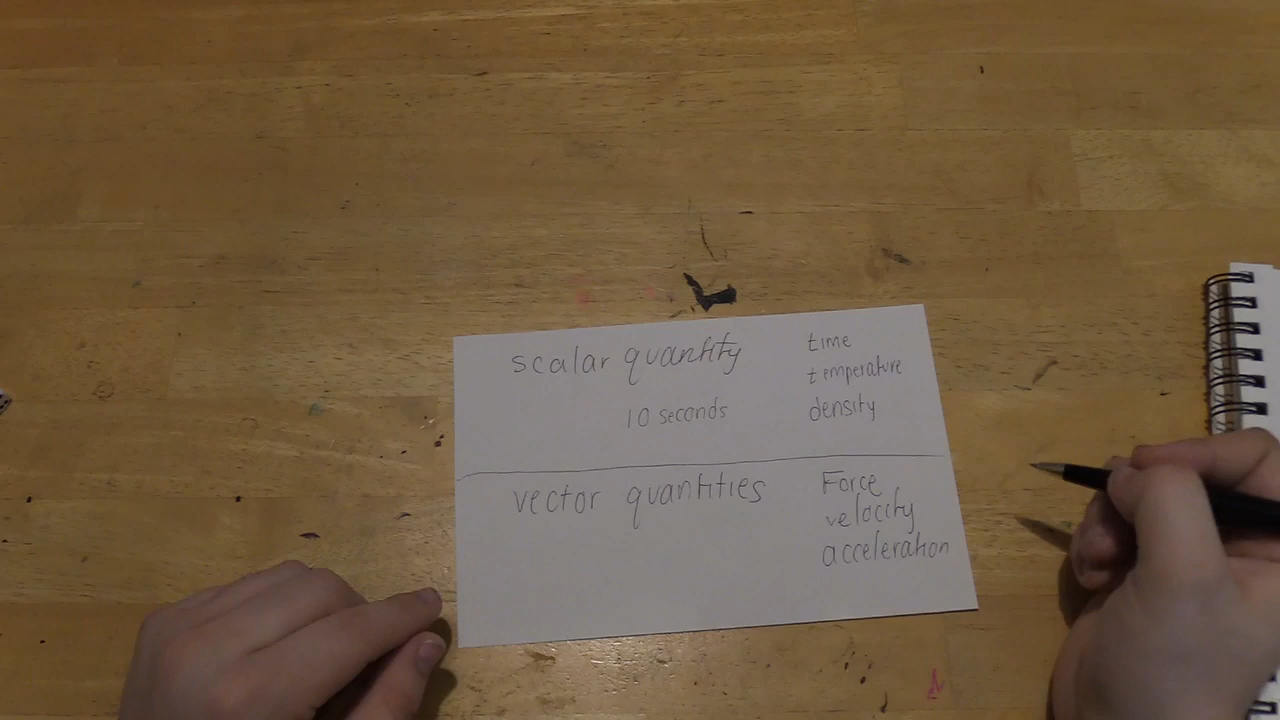 scalar quantity
time
temperature
10 seconds
density
vector quantities
Force
velocity
acceleration